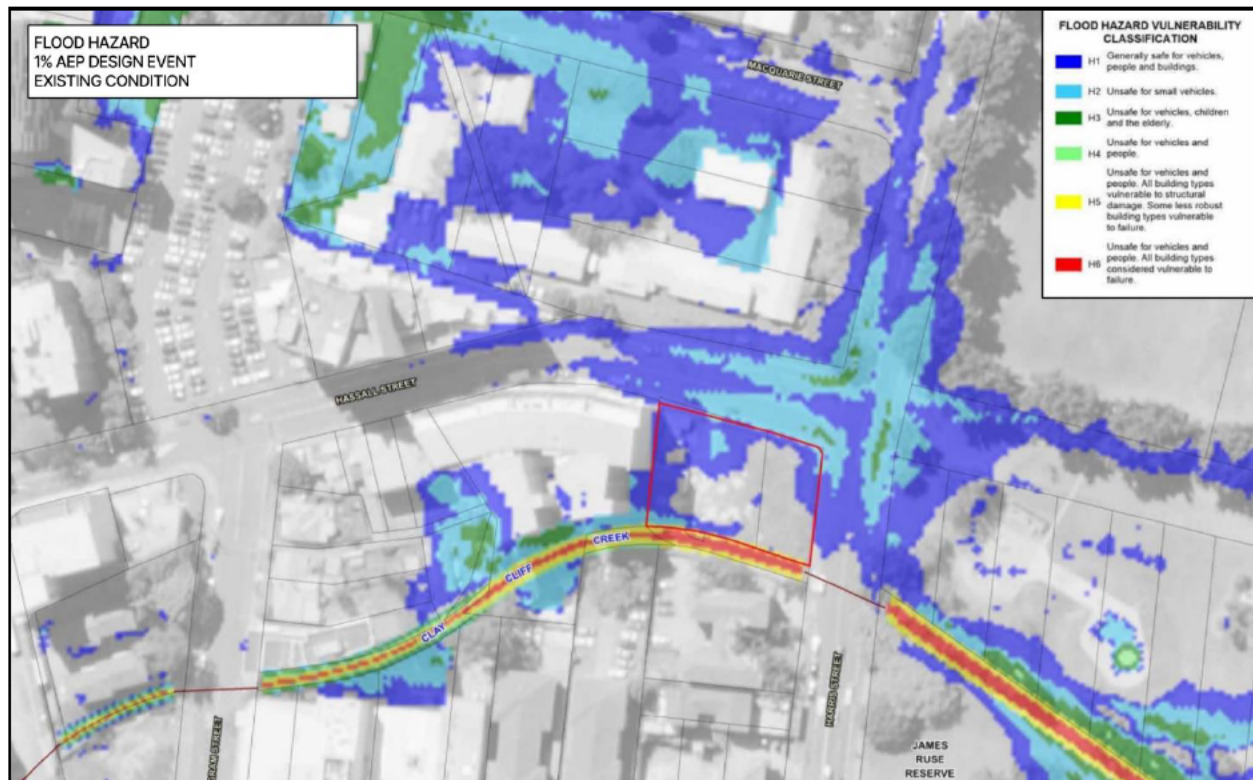 FLOOD HAZARD
1% AEP DESIGN EVENT
EXISTING CONDITION
FLOOD HAZARD VULNERABILITY
CLASSIFICATION
H1 Generally safe for vehicles,
people and buildings.
H2 Unsafe for small vehicles.
H3 Unsafe for vehicles, children
and the elderly.
H4 Unsafe for vehicles and
people.
H5 Unsafe for vehicles and
people. All building types
vulnerable to structural
damage. Some less robust
building types vulnerable
to failure.
H6 Unsafe for vehicles and
people. All building types
considered vulnerable to
failure.
MACQUARIE STREET
HASSALL STREET
CLAY CLIFF CREEK
HARRIS STREET
GRAM STREET
JAMES
RUSE
RESERVE